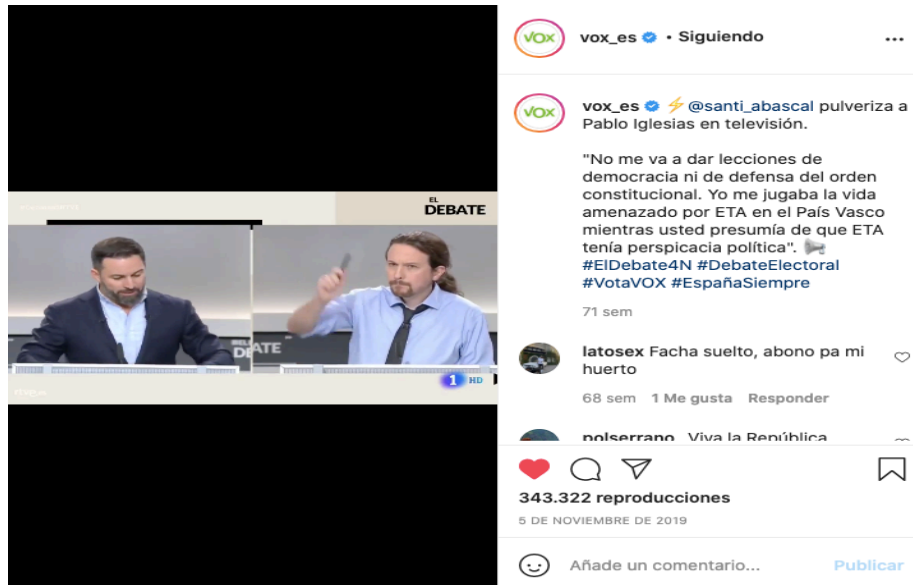 VOX
vox_es • Siguiendo
...
EL
DEBATE
DEBATE
1 HD
VOX
vox_es ⚡ @santi_abascal pulveriza a
Pablo Iglesias en televisión.
"No me va a dar lecciones de
democracia ni de defensa del orden
constitucional. Yo me jugaba la vida
amenazado por ETA en el País Vasco
mientras usted presumía de que ETA
tenía perspicacia política". 📢
#ElDebate4N #DebateElectoral
#VotaVOX #EspañaSiempre
71 sem
latosex Facha suelto, abono pa mi
huerto
68 sem 1 Me gusta Responder
polserrano Viva la República
343.322 reproducciones
5 DE NOVIEMBRE DE 2019
Añade un comentario... Publicar